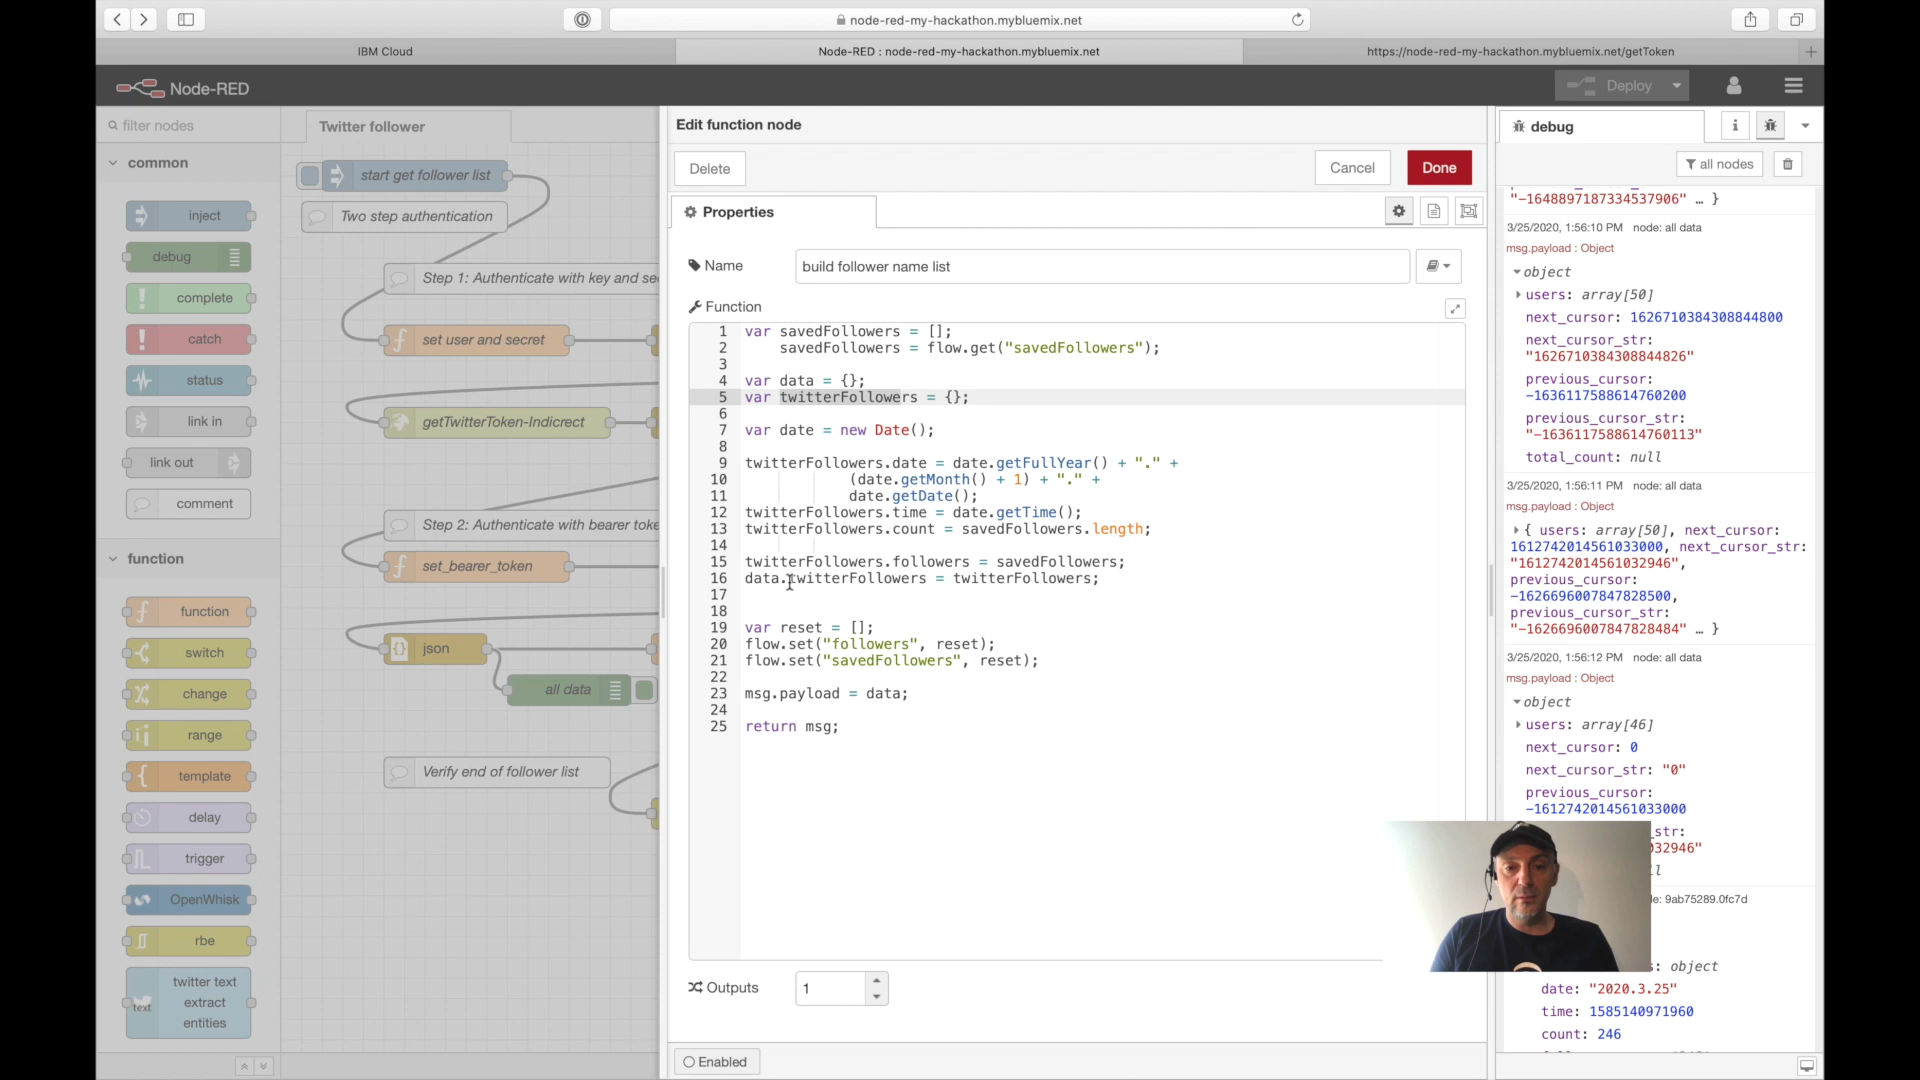 node-red-my-hackathon.mybluemix.net
IBM Cloud
Node-RED : node-red-my-hackathon.mybluemix.net
https://node-red-my-hackathon.mybluemix.net/getToken
Node-RED
Deploy
filter nodes
common
inject
debug
complete
catch
status
link in
link out
comment
function
function
switch
change
range
template
delay
trigger
OpenWhisk
rbe
text
twitter text
extract
entities
Twitter follower
start get follower list
Two step authentication
Step 1: Authenticate with key and se
set user and secret
getTwitterToken-Indicrect
Step 2: Authenticate with bearer toke
set_bearer_token
json
all data
Verify end of follower list
Edit function node
Delete
Cancel
Done
Properties
Name
build follower name list
Function
1 var savedFollowers = [];
2 savedFollowers = flow.get("savedFollowers");
3
4 var data = {};
5 var twitterFollowers = {};
6
7 var date = new Date();
8
9 twitterFollowers.date = date.getFullYear() + "." +
10 (date.getMonth() + 1) + "." +
11 date.getDate();
12 twitterFollowers.time = date.getTime();
13 twitterFollowers.count = savedFollowers.length;
14
15 twitterFollowers.followers = savedFollowers;
16 data.twitterFollowers = twitterFollowers;
17
18
19 var reset = [];
20 flow.set("followers", reset);
21 flow.set("savedFollowers", reset);
22
23 msg.payload = data;
24
25 return msg;
Outputs
1
Enabled
debug
i
all nodes
"-1648897187334537906" … }
3/25/2020, 1:56:10 PM node: all data
msg.payload : Object
object
users: array[50]
next_cursor: 1626710384308844800
next_cursor_str:
"1626710384308844826"
previous_cursor:
-1636117588614760200
previous_cursor_str:
"-1636117588614760113"
total_count: null
3/25/2020, 1:56:11 PM node: all data
msg.payload : Object
{ users: array[50], next_cursor:
1612742014561033000, next_cursor_str:
"1612742014561032946",
previous_cursor:
-1626696007847828500,
previous_cursor_str:
"-1626696007847828484" … }
3/25/2020, 1:56:12 PM node: all data
msg.payload : Object
object
users: array[46]
next_cursor: 0
next_cursor_str: "0"
previous_cursor:
-1612742014561033000
_str:
32946"
e: 9ab75289.0fc7d
: object
date: "2020.3.25"
time: 1585140971960
count: 246